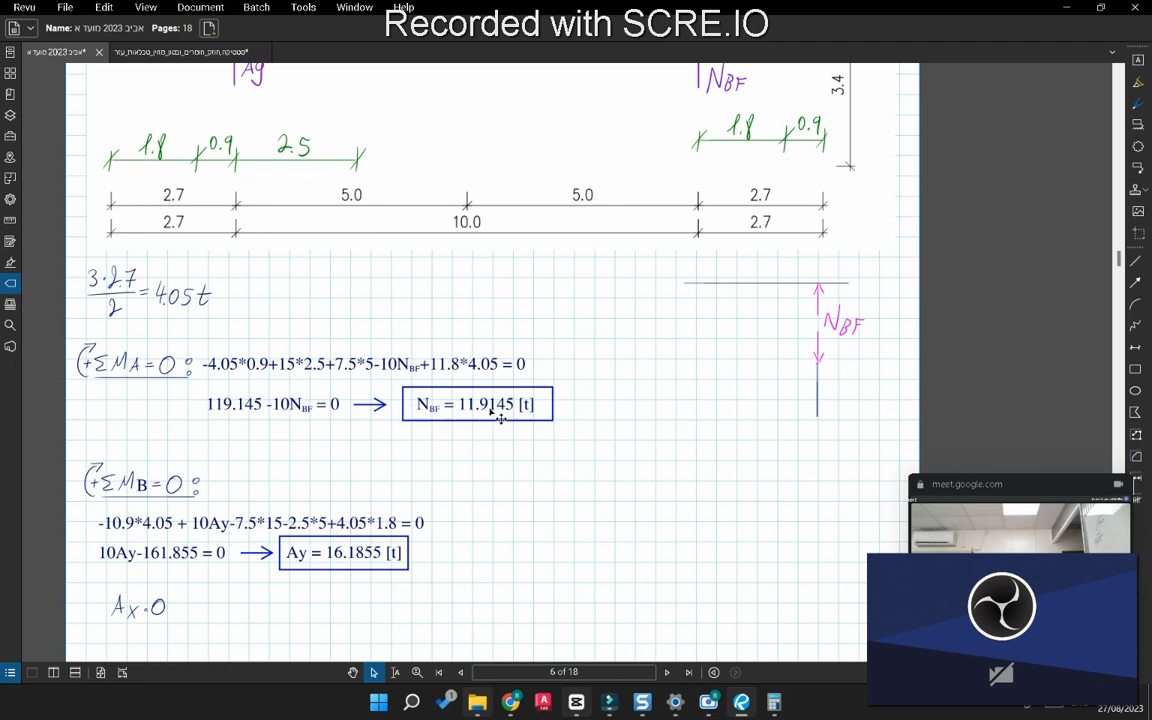 Recorded with SCRE.IO
Revu File Edit View Document Batch Tools Window Help
Name: אביב 2023 מועד א Pages: 18
אביב 2023 מועד א*
סטטיקה,חוזק_חומרים_ובטון_מזוין_טבלאות_עזר*
Ay
NBF
3.4
1.8 0.9
1.8 0.9 2.5
2.7 5.0 5.0 2.7
2.7 10.0 2.7
3·2.7
2
= 4.05 t
NBF
(+ΣMA=0: -4.05*0.9+15*2.5+7.5*5-10NBF+11.8*4.05 = 0
119.145 -10NBF = 0 NBF = 11.9145 [t]
(+ΣMB=0:
-10.9*4.05 + 10Ay-7.5*15-2.5*5+4.05*1.8 = 0
10Ay-161.855 = 0 Ay = 16.1855 [t]
Ax=0
meet.google.com
6 of 18
27/08/2023